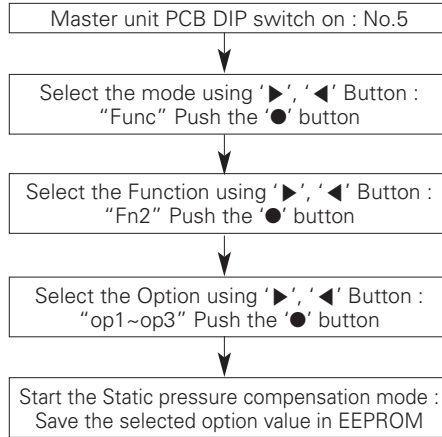 Master unit PCB DIP switch on : No.5
Select the mode using ‘▶’, ‘◀’ Button :
“Func” Push the ‘●’ button
Select the Function using ‘▶’, ‘◀’ Button :
“Fn2” Push the ‘●’ button
Select the Option using ‘▶’, ‘◀’ Button :
“op1~op3” Push the ‘●’ button
Start the Static pressure compensation mode :
Save the selected option value in EEPROM